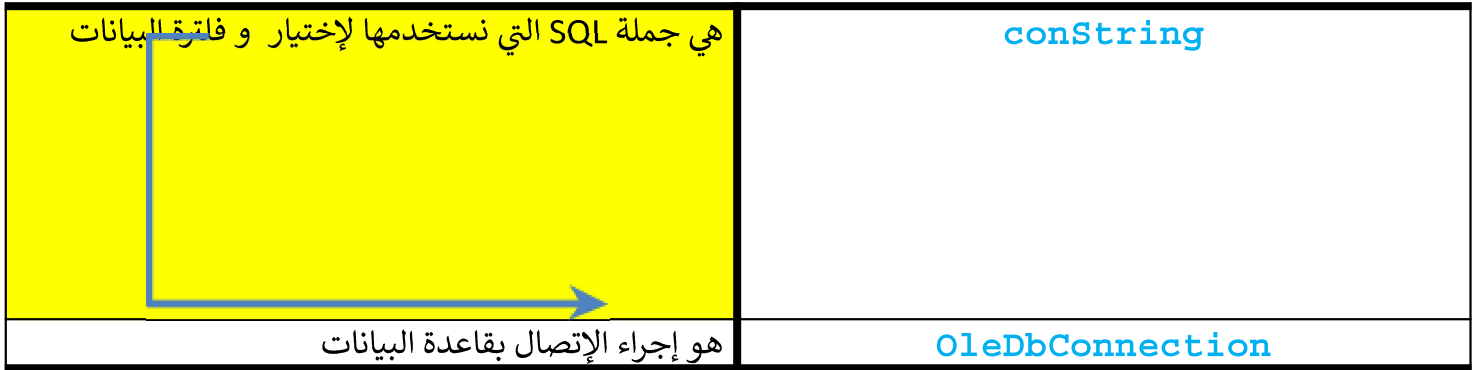 conString
هي جملة SQL التي نستخدمها لإختيار و فلترة البيانات
OleDbConnection
هو إجراء الإتصال بقاعدة البيانات